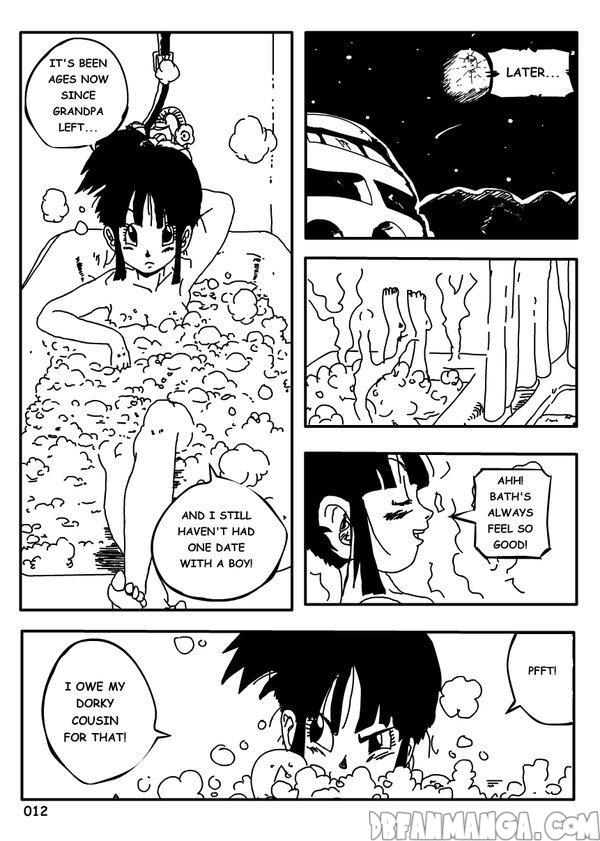 LATER...
AHH!
BATH'S
ALWAYS
FEEL SO
GOOD!
IT'S BEEN
AGES NOW
SINCE
GRANDPA
LEFT...
AND I STILL
HAVEN'T HAD
ONE DATE
WITH A BOY!
PFFT!
I OWE MY
DORKY
COUSIN
FOR THAT!
012
DBFANMANGA.COM